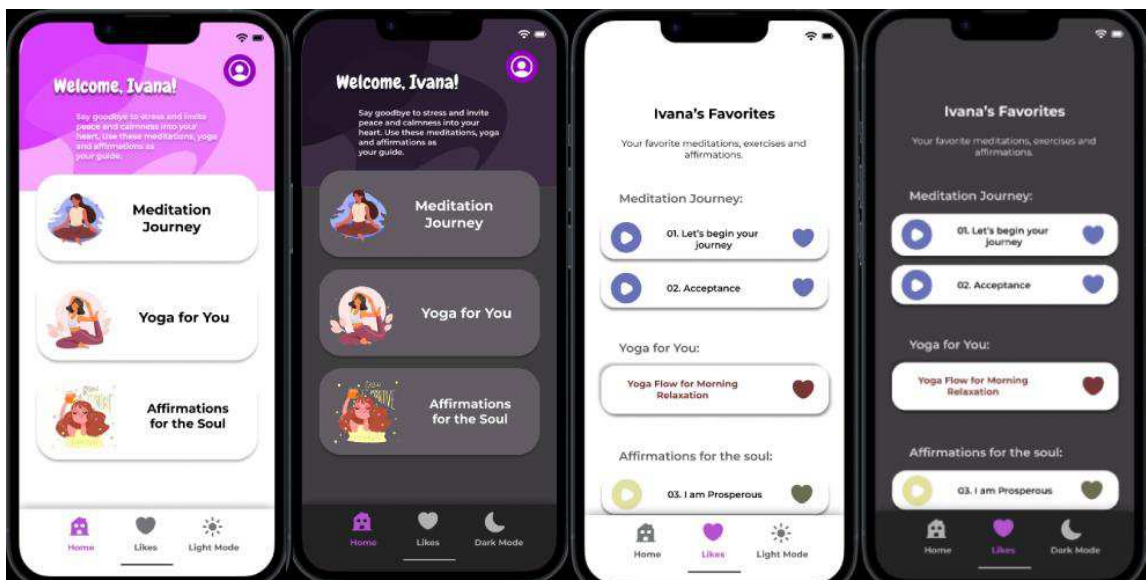 Welcome, Ivana!
Say goodbye to stress and invite
peace and calmness into your
heart. Use these meditations, yoga
and affirmations as
your guide.
Meditation
Journey
Yoga for You
Affirmations
for the Soul
Home
Likes
Light Mode
Welcome, Ivana!
Say goodbye to stress and invite
peace and calmness into your
heart. Use these meditations, yoga
and affirmations as
your guide.
Meditation
Journey
Yoga for You
Affirmations
for the Soul
Home
Likes
Dark Mode
Ivana's Favorites
Your favorite meditations, exercises and
affirmations.
Meditation Journey:
01. Let's begin your
journey
02. Acceptance
Yoga for You:
Yoga Flow for Morning
Relaxation
Affirmations for the soul:
03. I am Prosperous
Home
Likes
Light Mode
Ivana's Favorites
Your favorite meditations, exercises and
affirmations.
Meditation Journey:
01. Let's begin your
journey
02. Acceptance
Yoga for You:
Yoga Flow for Morning
Relaxation
Affirmations for the soul:
03. I am Prosperous
Home
Likes
Dark Mode